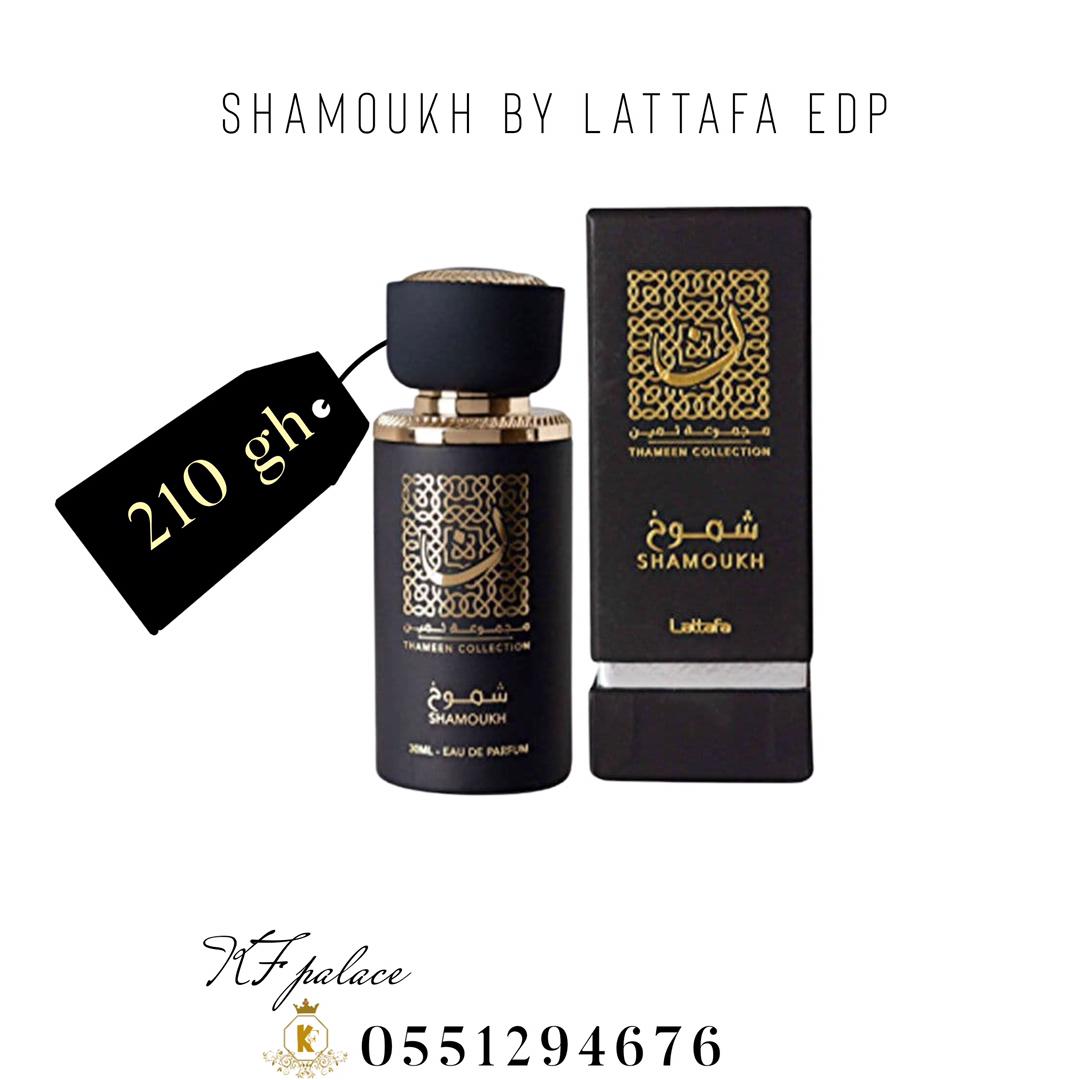 SHAMOUKH BY LATTAFA EDP
210 gh
مجموعة ثمين
THAMEEN COLLECTION
شموخ
SHAMOUKH
Lattafa
مجموعة ثمين
THAMEEN COLLECTION
شموخ
SHAMOUKH
30ML - EAU DE PARFUM
KF palace
KF
0551294676